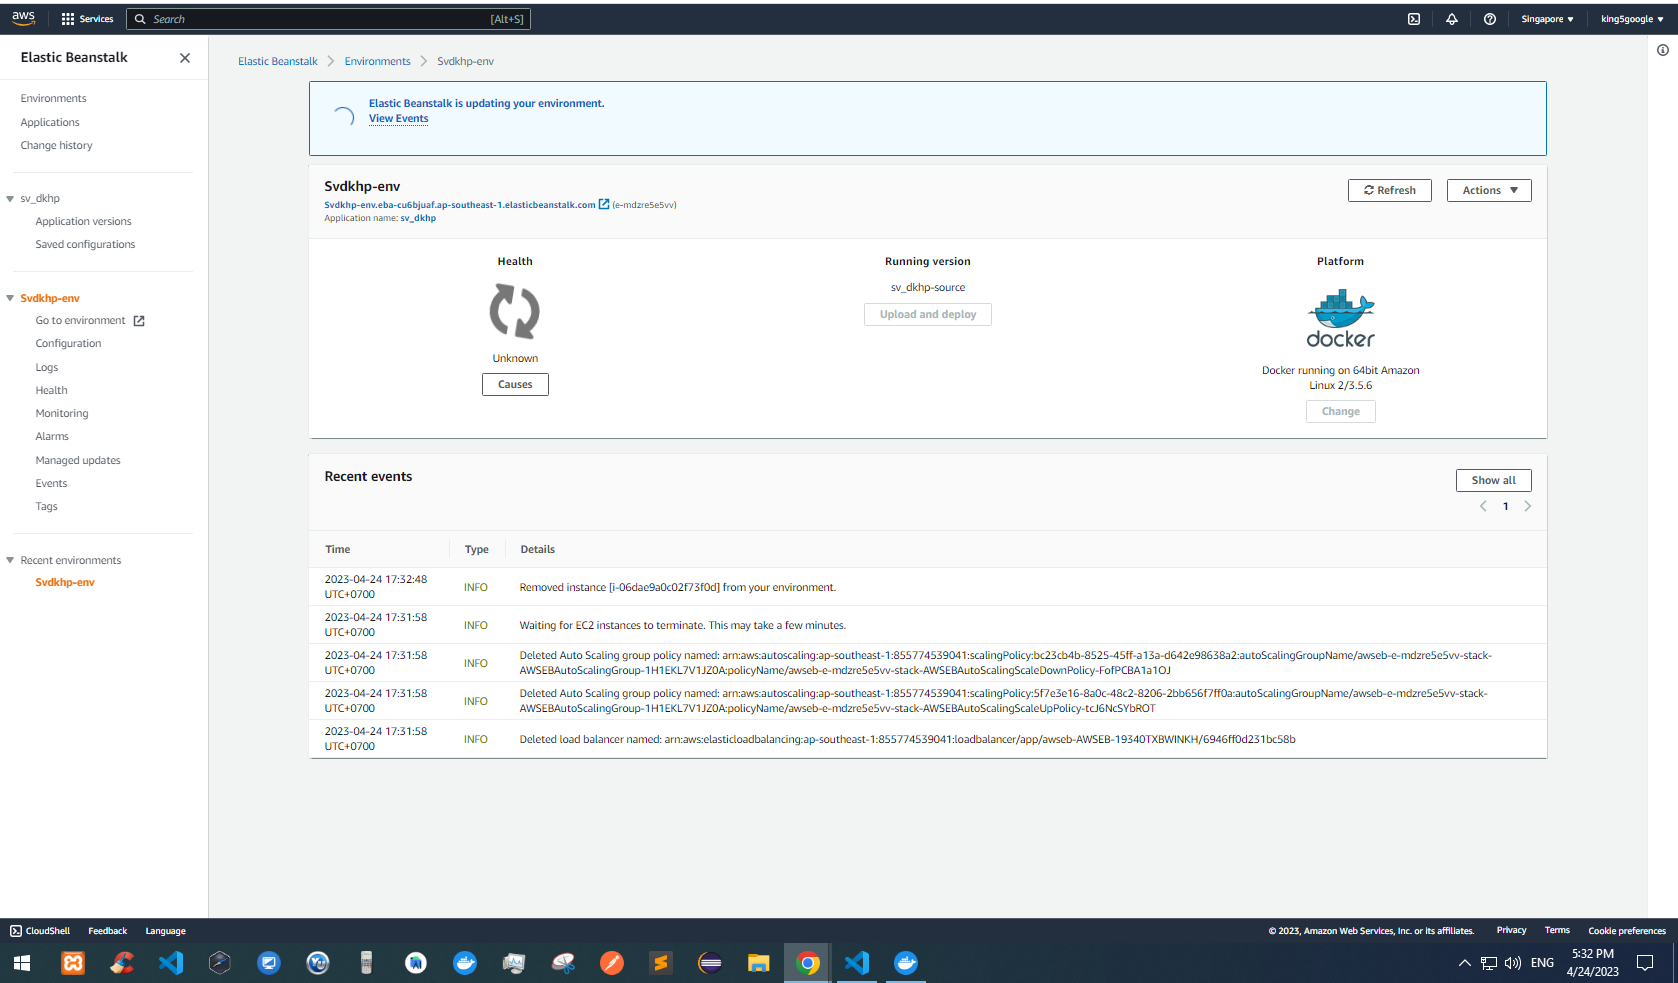 aws
Services
Search
[Alt+S]
Singapore
king5google
Elastic Beanstalk
Environments
Applications
Change history
sv_dkhp
Application versions
Saved configurations
Svdkhp-env
Go to environment
Configuration
Logs
Health
Monitoring
Alarms
Managed updates
Events
Tags
Recent environments
Svdkhp-env
Elastic Beanstalk
Environments
Svdkhp-env
Elastic Beanstalk is updating your environment.
View Events
Svdkhp-env
Svdkhp-env.eba-cu6bjuaf.ap-southeast-1.elasticbeanstalk.com (e-mdzre5e5vv)
Application name: sv_dkhp
Refresh
Actions
Health
Unknown
Causes
Running version
sv_dkhp-source
Upload and deploy
Platform
docker
Docker running on 64bit Amazon
Linux 2/3.5.6
Change
Recent events
Show all
1
Time
Type
Details
2023-04-24 17:32:48
UTC+0700
INFO
Removed instance [i-06dae9a0c02f73f0d] from your environment.
2023-04-24 17:31:58
UTC+0700
INFO
Waiting for EC2 instances to terminate. This may take a few minutes.
2023-04-24 17:31:58
UTC+0700
INFO
Deleted Auto Scaling group policy named: arn:aws:autoscaling:ap-southeast-1:855774539041:scalingPolicy:bc23cb4b-8525-45ff-a13a-d642e98638a2:autoScalingGroupName/awseb-e-mdzre5e5vv-stack-
AWSEBAutoScalingGroup-1H1EKL7V1JZ0A:policyName/awseb-e-mdzre5e5vv-stack-AWSEBAutoScalingScaleDownPolicy-FofPCBA1a1OJ
2023-04-24 17:31:58
UTC+0700
INFO
Deleted Auto Scaling group policy named: arn:aws:autoscaling:ap-southeast-1:855774539041:scalingPolicy:5f7e3e16-8a0c-48c2-8206-2bb656f7ff0a:autoScalingGroupName/awseb-e-mdzre5e5vv-stack-
AWSEBAutoScalingGroup-1H1EKL7V1JZ0A:policyName/awseb-e-mdzre5e5vv-stack-AWSEBAutoScalingScaleUpPolicy-tcJ6NcSYbROT
2023-04-24 17:31:58
UTC+0700
INFO
Deleted load balancer named: arn:aws:elasticloadbalancing:ap-southeast-1:855774539041:loadbalancer/app/awseb-AWSEB-19340TXBWINKH/6946ff0d231bc58b
CloudShell
Feedback
Language
© 2023, Amazon Web Services, Inc. or its affiliates.
Privacy
Terms
Cookie preferences
ENG
5:32 PM
4/24/2023